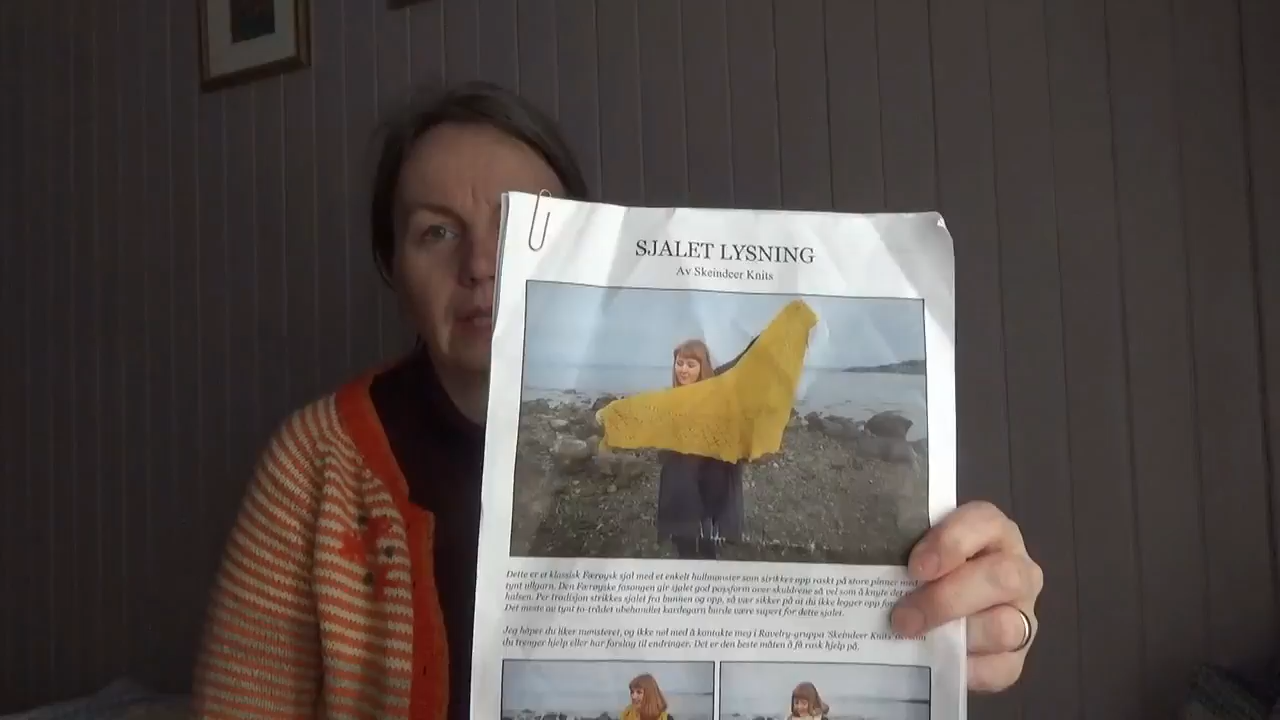 SJALET LYSNING
Av Skeindeer Knits
Dette er et klassisk Færøysk sjal med et enkelt hullmønster som strikkes opp raskt på store pinner med
tynt ullgarn. Den Færøyske fasongen gir sjalet god passform over skuldrene så vel som å knyte det
halsen. Per tradisjon strikkes sjalet fra bunnen og opp, så vær sikker på at du ikke legger opp for
Det meste av tynt to-trådet ubehandlet kardegarn burde være supert for dette sjalet.
Jeg håper du liker mønsteret, og ikke nøl med å kontakte meg i Ravelry-gruppa 'Skeindeer Knits'
du trenger hjelp eller har forslag til endringer. Det er den beste måten å få rask hjelp på.